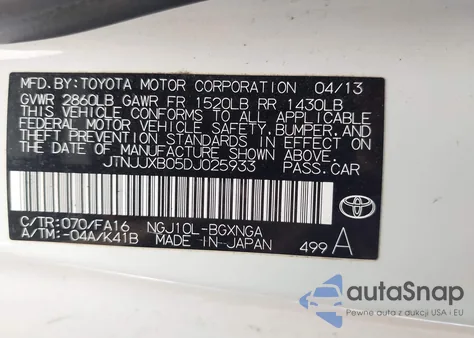 MFD.BY: TOYOTA MOTOR CORPORATION 04/13
GVWR 2860LB GAWR FR 1520LB RR 1430LB
THIS VEHICLE CONFORMS TO ALL APPLICABLE
FEDERAL MOTOR VEHICLE SAFETY, BUMPER, AND
THEFT PREVENTION STANDARDS IN EFFECT ON
THE DATE OF MANUFACTURE SHOWN ABOVE.
JTNJJXB05DJ025933 PASS.CAR
C/TR:070/FA16 NGJ10L-BGXNGA
A/TM:-04A/K41B MADE IN JAPAN
TOYOTA
499 A
autoSnap
Pewne auta z aukcji USA i EU